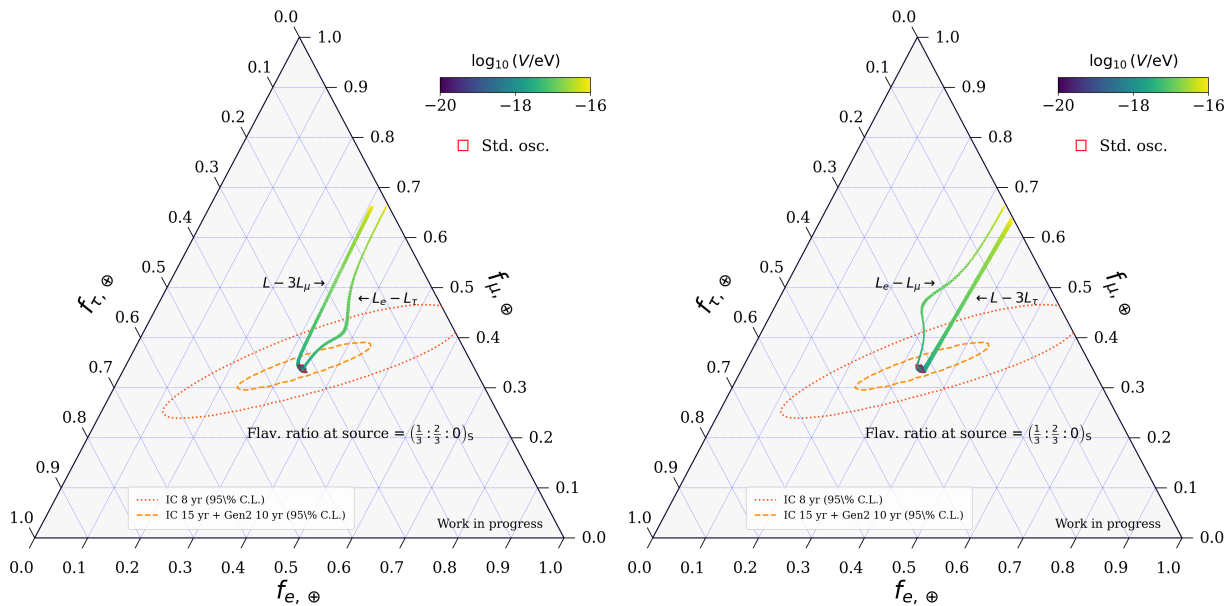 0.0
1.0
0.1
0.9
0.2
0.8
0.3
0.7
0.4
0.6
0.5
0.5
0.6
0.4
0.7
0.3
0.8
0.2
0.9
0.1
1.0
0.0
0.0 0.1 0.2 0.3 0.4 0.5 0.6 0.7 0.8 0.9 1.0
f_{τ, ⊕}
f_{μ, ⊕}
f_{e, ⊕}
log₁₀ (V/eV)
−20 −18 −16
Std. osc.
L − 3L_μ →
← L_e − L_τ
Flav. ratio at source = (1/3 : 2/3 : 0)_S
IC 8 yr (95\% C.L.)
IC 15 yr + Gen2 10 yr (95\% C.L.)
Work in progress
0.0
1.0
0.1
0.9
0.2
0.8
0.3
0.7
0.4
0.6
0.5
0.5
0.6
0.4
0.7
0.3
0.8
0.2
0.9
0.1
1.0
0.0
0.0 0.1 0.2 0.3 0.4 0.5 0.6 0.7 0.8 0.9 1.0
f_{τ, ⊕}
f_{μ, ⊕}
f_{e, ⊕}
log₁₀ (V/eV)
−20 −18 −16
Std. osc.
L_e − L_μ →
← L − 3L_τ
Flav. ratio at source = (1/3 : 2/3 : 0)_S
IC 8 yr (95\% C.L.)
IC 15 yr + Gen2 10 yr (95\% C.L.)
Work in progress